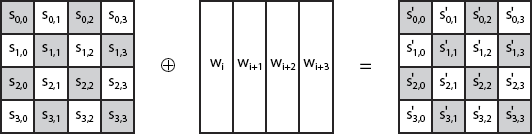 s0,0 s0,1 s0,2 s0,3 s'0,0 s'0,1 s'0,2 s'0,3
s1,0 s1,1 s1,2 s1,3 s'1,0 s'1,1 s'1,2 s'1,3
⊕ wi wi+1 wi+2 wi+3 =
s2,0 s2,1 s2,2 s2,3 s'2,0 s'2,1 s'2,2 s'2,3
s3,0 s3,1 s3,2 s3,3 s'3,0 s'3,1 s'3,2 s'3,3